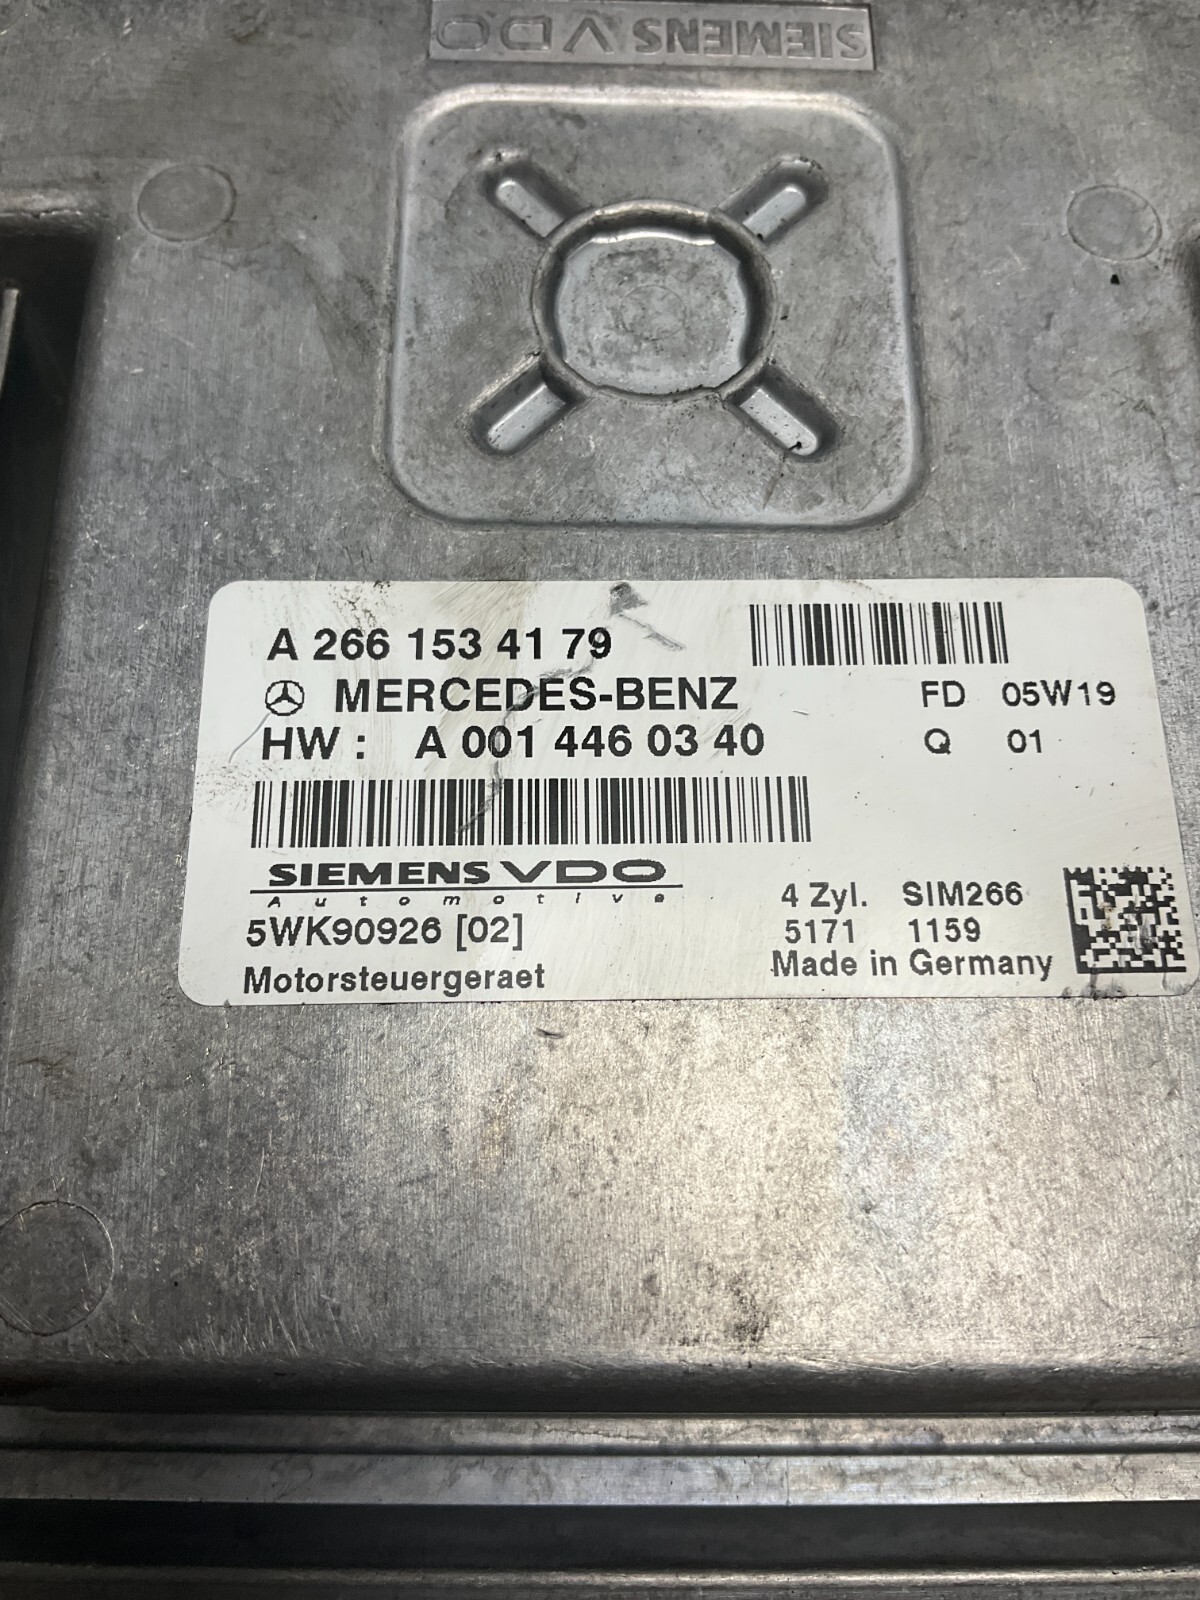 SIEMENS VDO
A 266 153 41 79
MERCEDES-BENZ FD 05W19
HW : A 001 446 03 40 Q 01
SIEMENS VDO
Automotive
4 Zyl. SIM266
5WK90926 [02] 5171 1159
Motorsteuergeraet Made in Germany